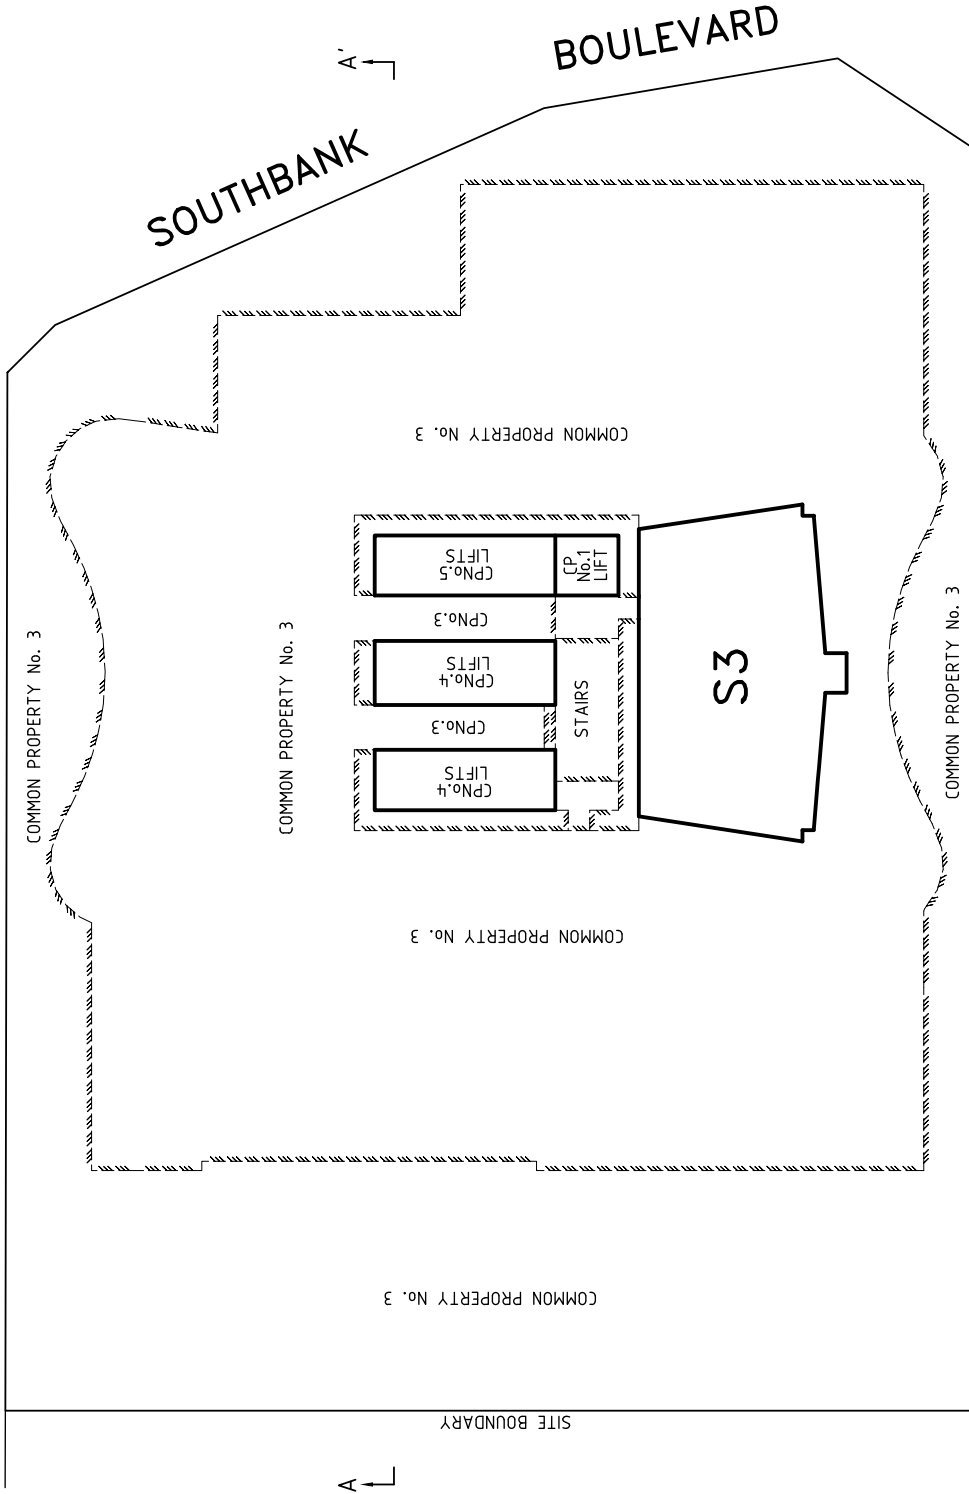 A'
BOULEVARD
SOUTHBANK
COMMON PROPERTY No. 3
COMMON PROPERTY No. 3
COMMON PROPERTY No. 3
CPNo.5
LIFTS
CP
No.1
LIFT
CPNo.3
CPNo.4
LIFTS
CPNo.3
STAIRS
CPNo.4
LIFTS
S3
COMMON PROPERTY No. 3
COMMON PROPERTY No. 3
COMMON PROPERTY No. 3
SITE BOUNDARY
A